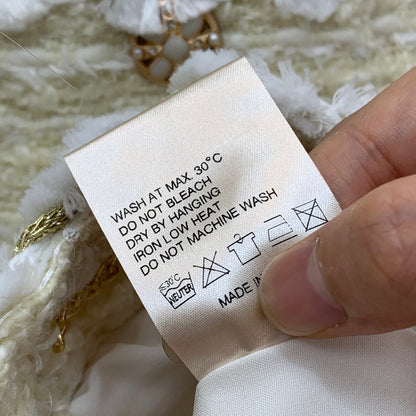 WASH AT MAX. 30°C
DO NOT BLEACH
DRY BY HANGING
IRON LOW HEAT
DO NOT MACHINE WASH
30°C
NEUTER
MADE IN